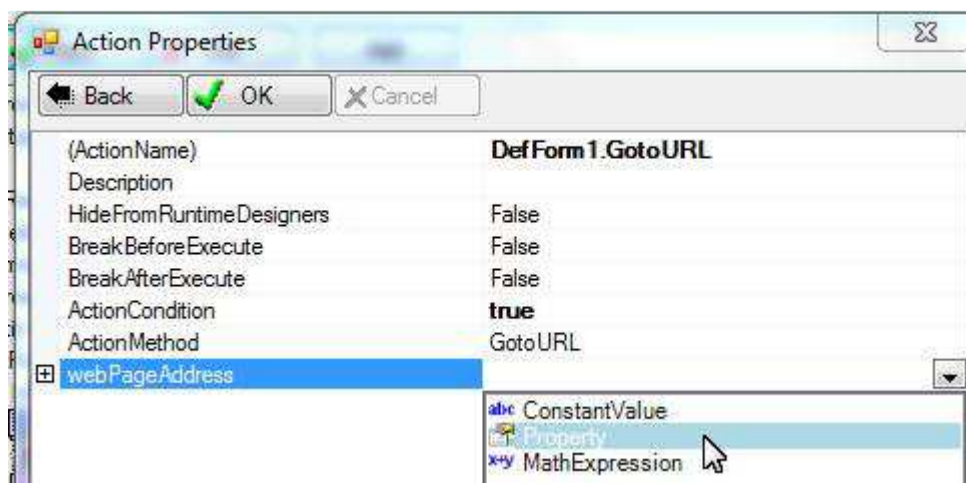 Action Properties
Back OK Cancel
(ActionName) DefForm1.GotoURL
Description
HideFromRuntimeDesigners False
BreakBeforeExecute False
BreakAfterExecute False
ActionCondition true
ActionMethod GotoURL
webPageAddress
abc ConstantValue
Property
x+y MathExpression